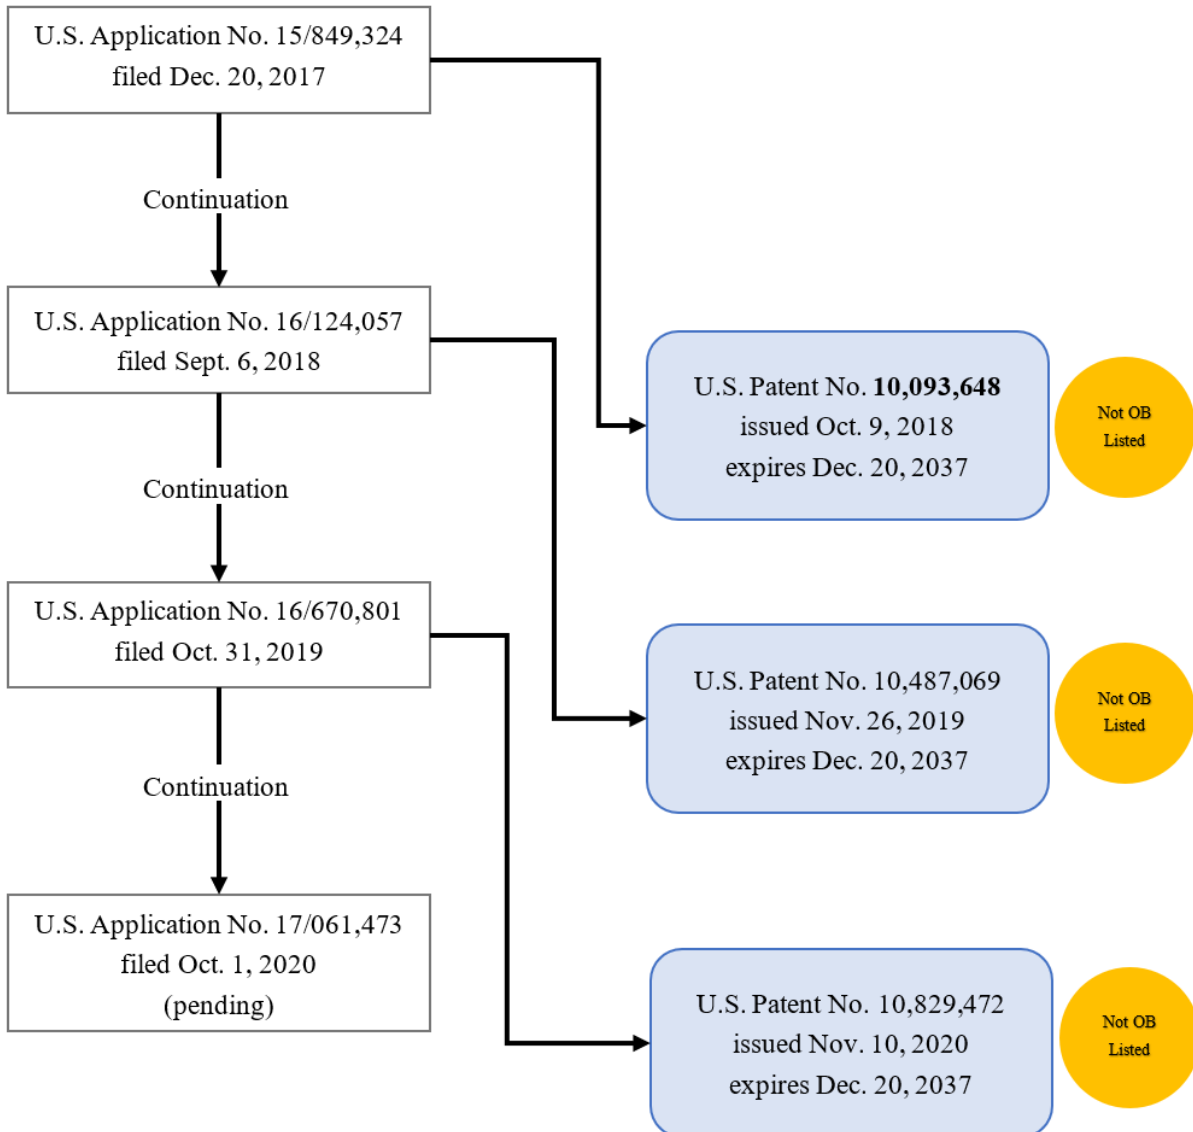 U.S. Application No. 15/849,324
filed Dec. 20, 2017
Continuation
U.S. Application No. 16/124,057
filed Sept. 6, 2018
U.S. Patent No. 10,093,648
issued Oct. 9, 2018
expires Dec. 20, 2037
Not OB
Listed
Continuation
U.S. Application No. 16/670,801
filed Oct. 31, 2019
U.S. Patent No. 10,487,069
issued Nov. 26, 2019
expires Dec. 20, 2037
Not OB
Listed
Continuation
U.S. Application No. 17/061,473
filed Oct. 1, 2020
(pending)
U.S. Patent No. 10,829,472
issued Nov. 10, 2020
expires Dec. 20, 2037
Not OB
Listed